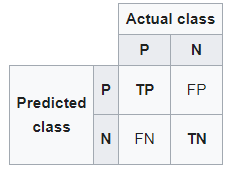 Actual class
P N
Predicted class
P TP FP
N FN TN